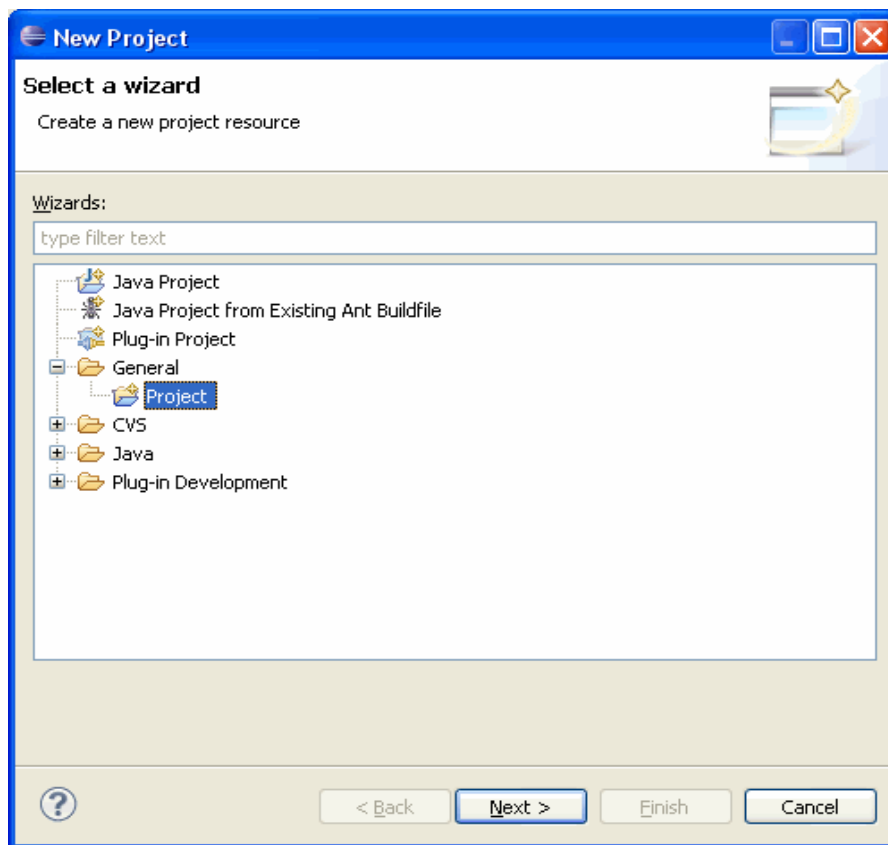 New Project
Select a wizard
Create a new project resource
Wizards:
type filter text
Java Project
Java Project from Existing Ant Buildfile
Plug-in Project
General
Project
CVS
Java
Plug-in Development
< Back Next > Finish Cancel